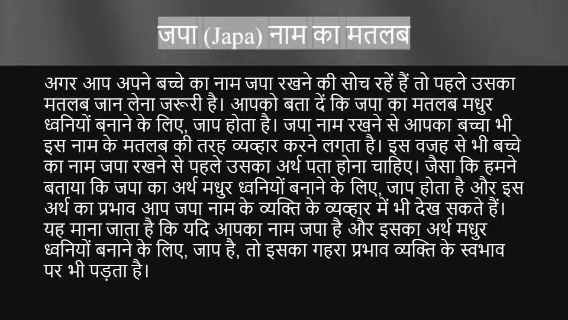 जपा (Japa) नाम का मतलब
अगर आप अपने बच्चे का नाम जपा रखने की सोच रहें हैं तो पहले उसका
मतलब जान लेना जरूरी है। आपको बता दें कि जपा का मतलब मधुर
ध्वनियों बनाने के लिए, जाप होता है। जपा नाम रखने से आपका बच्चा भी
इस नाम के मतलब की तरह व्यव्हार करने लगता है। इस वजह से भी बच्चे
का नाम जपा रखने से पहले उसका अर्थ पता होना चाहिए। जैसा कि हमने
बताया कि जपा का अर्थ मधुर ध्वनियों बनाने के लिए, जाप होता है और इस
अर्थ का प्रभाव आप जपा नाम के व्यक्ति के व्यव्हार में भी देख सकते हैं।
यह माना जाता है कि यदि आपका नाम जपा है और इसका अर्थ मधुर
ध्वनियों बनाने के लिए, जाप है, तो इसका गहरा प्रभाव व्यक्ति के स्वभाव
पर भी पड़ता है।